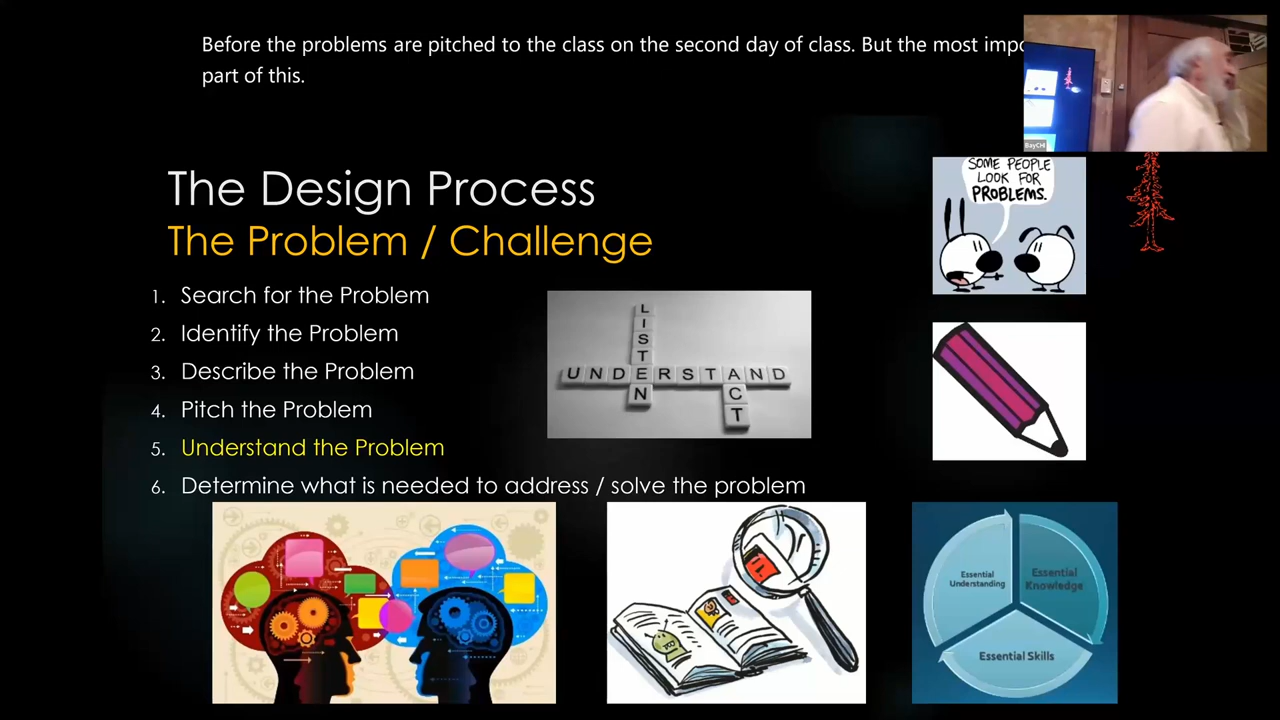 Before the problems are pitched to the class on the second day of class. But the most
part of this.
BayCHI
The Design Process
The Problem / Challenge
SOME PEOPLE
LOOK FOR
PROBLEMS.
1. Search for the Problem
2. Identify the Problem
3. Describe the Problem
4. Pitch the Problem
5. Understand the Problem
6. Determine what is needed to address / solve the problem
LISTEN
UNDERSTAND
ACT
Essential
Understanding
Essential
Knowledge
Essential Skills